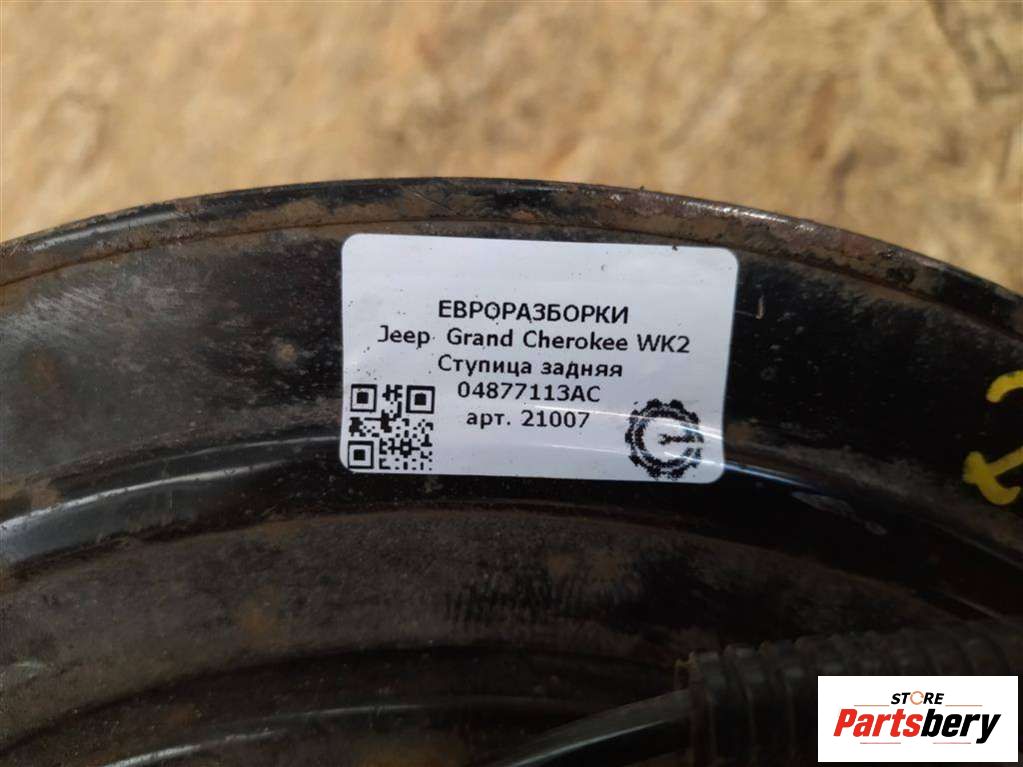 ЕВРОРАЗБОРКИ
Jeep Grand Cherokee WK2
Ступица задняя
04877113AC
арт. 21007
STORE
Partsbery